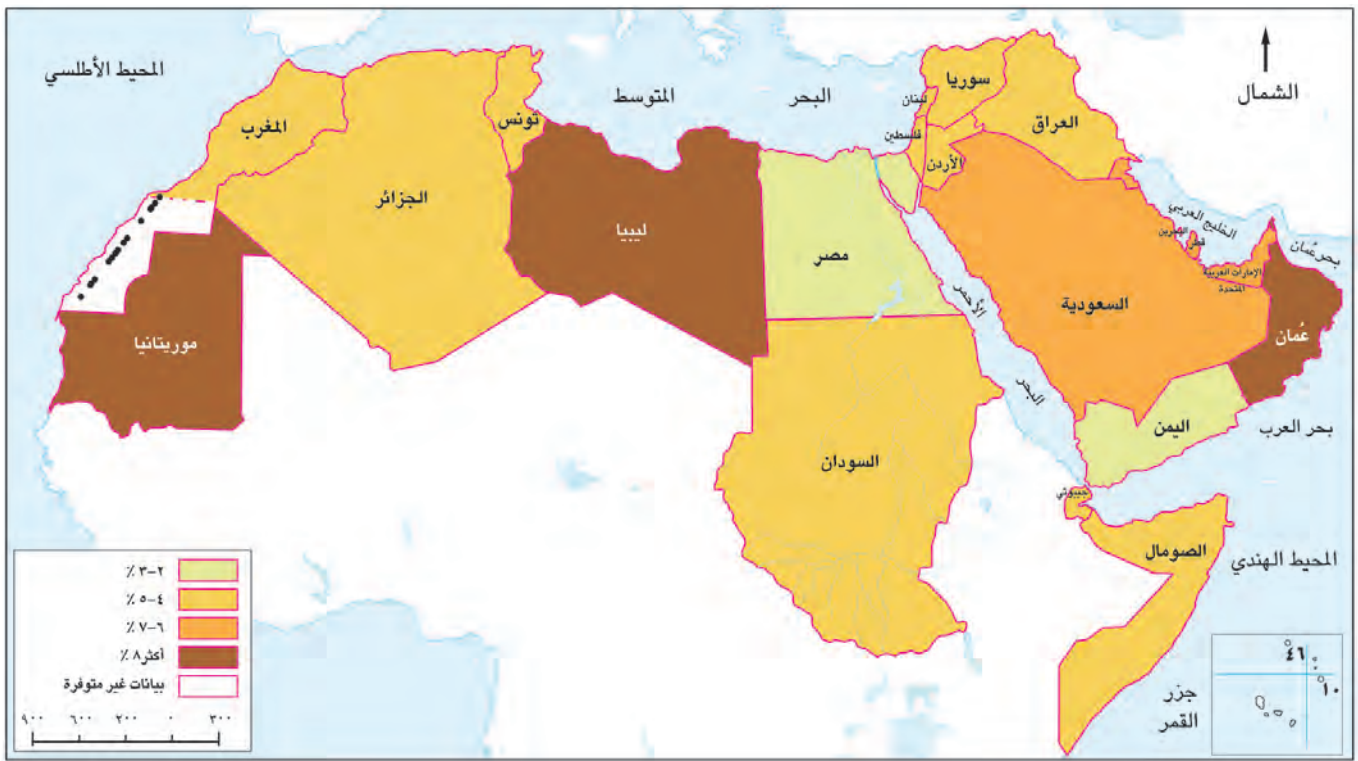 المحيط الأطلسي
الشمال
المغرب
الجزائر
تونس
البحر
المتوسط
ليبيا
مصر
موريتانيا
السودان
سوريا
لبنان
فلسطين
الأردن
العراق
السعودية
الخليج العربي
البحرين
قطر
الإمارات العربية
المتحدة
بحر عُمان
عُمان
اليمن
البحر
الأحمر
بحر العرب
جيبوتي
الصومال
المحيط الهندي
جزر
القمر
٤٦
١٠
٢-٣ ٪
٤-٥ ٪
٦-٧ ٪
أكثر ٨ ٪
بيانات غير متوفرة
٩٠٠ ٦٠٠ ٢٠٠ ٠ ٣٠٠